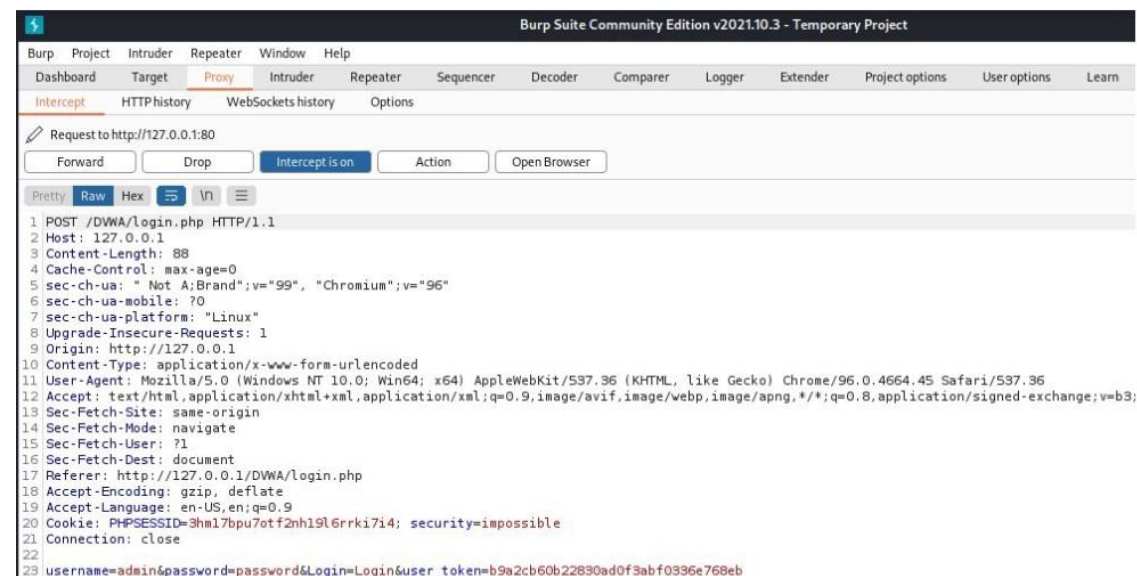 Burp Suite Community Edition v2021.10.3 - Temporary Project
Burp Project Intruder Repeater Window Help
Dashboard Target Proxy Intruder Repeater Sequencer Decoder Comparer Logger Extender Project options User options Learn
Intercept HTTP history WebSockets history Options
Request to http://127.0.0.1:80
Forward Drop Intercept is on Action Open Browser
Pretty Raw Hex \n
1 POST /DVWA/login.php HTTP/1.1
2 Host: 127.0.0.1
3 Content-Length: 88
4 Cache-Control: max-age=0
5 sec-ch-ua: " Not A;Brand";v="99", "Chromium";v="96"
6 sec-ch-ua-mobile: ?0
7 sec-ch-ua-platform: "Linux"
8 Upgrade-Insecure-Requests: 1
9 Origin: http://127.0.0.1
10 Content-Type: application/x-www-form-urlencoded
11 User-Agent: Mozilla/5.0 (Windows NT 10.0; Win64; x64) AppleWebKit/537.36 (KHTML, like Gecko) Chrome/96.0.4664.45 Safari/537.36
12 Accept: text/html,application/xhtml+xml,application/xml;q=0.9,image/avif,image/webp,image/apng,*/*;q=0.8,application/signed-exchange;v=b3;
13 Sec-Fetch-Site: same-origin
14 Sec-Fetch-Mode: navigate
15 Sec-Fetch-User: ?1
16 Sec-Fetch-Dest: document
17 Referer: http://127.0.0.1/DVWA/login.php
18 Accept-Encoding: gzip, deflate
19 Accept-Language: en-US,en;q=0.9
20 Cookie: PHPSESSID=3hm17bpu7otf2nh19l6rrki7i4; security=impossible
21 Connection: close
22
23 username=admin&password=password&Login=Login&user_token=b9a2cb60b22830ad0f3abf0336e768eb